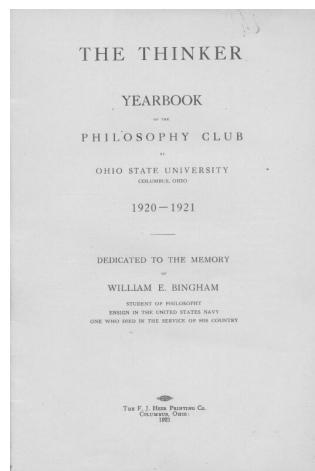 THE THINKER
YEARBOOK
OF THE
PHILOSOPHY CLUB
OHIO STATE UNIVERSITY
COLUMBUS, OHIO
1920—1921
DEDICATED TO THE MEMORY
OF
WILLIAM E. BINGHAM
STUDENT OF PHILOSOPHY
ENSIGN IN THE UNITED STATES NAVY
ONE WHO DIED IN THE SERVICE OF HIS COUNTRY
THE F. J. HEER PRINTING CO.
COLUMBUS, OHIO:
1921